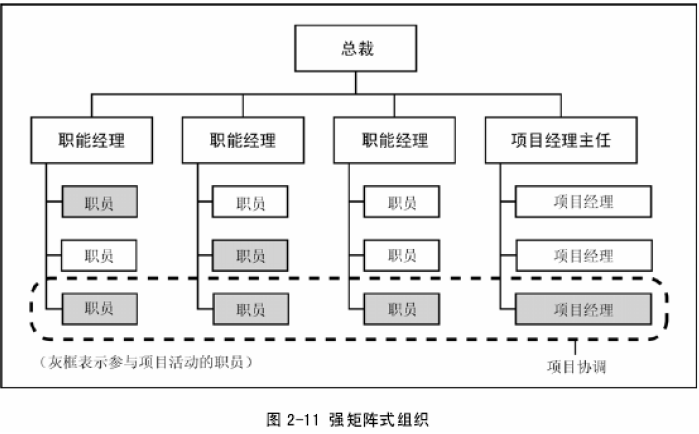 总裁
职能经理 职能经理 职能经理 项目经理主任
职员 职员 职员 项目经理
职员 职员 职员 项目经理
职员 职员 职员 项目经理
（灰框表示参与项目活动的职员）
项目协调
图 2-11 强矩阵式组织